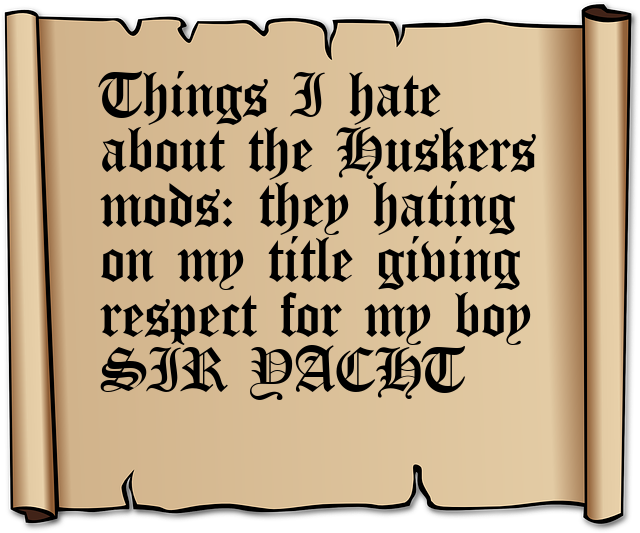 Things I hate
about the Huskers
mods: they hating
on my title giving
respect for my boy
SIR YACHT